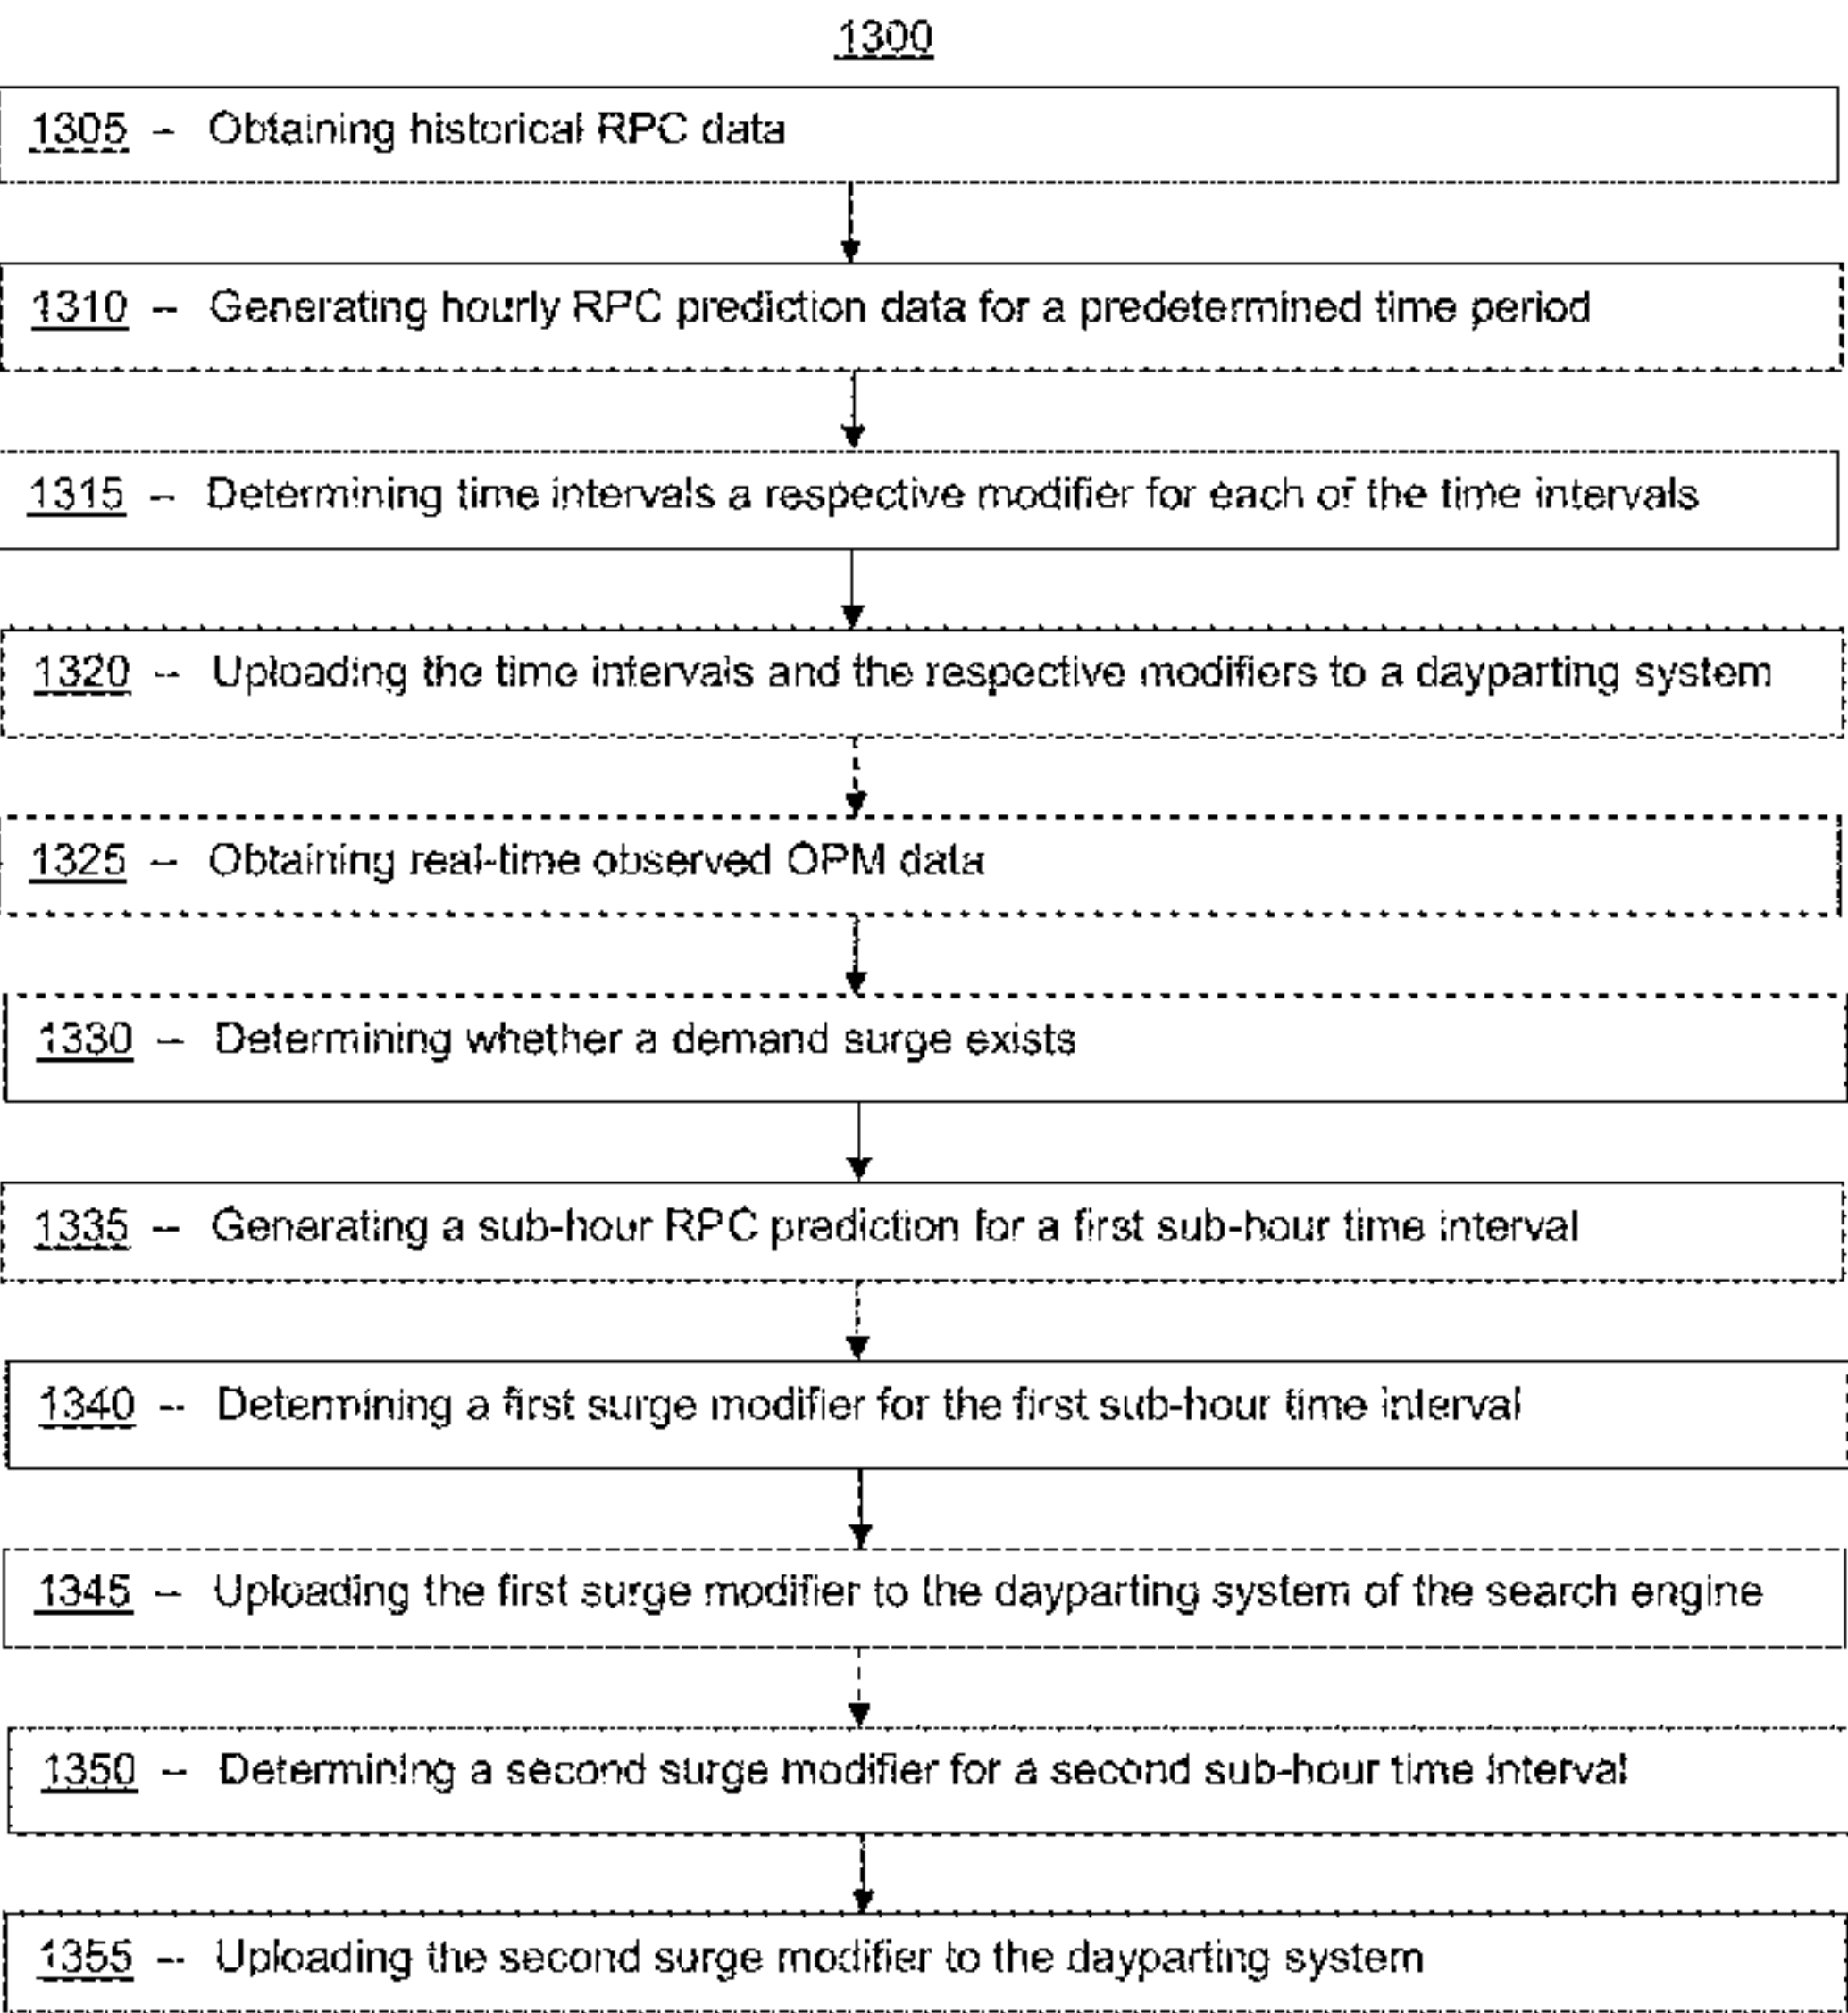 1300
1305 - Obtaining historical RPC data
1310 - Generating hourly RPC prediction data for a predetermined time period
1315 - Determining time intervals a respective modifier for each of the time intervals
1320 - Uploading the time intervals and the respective modifiers to a dayparting system
1325 - Obtaining real-time observed OPM data
1330 - Determining whether a demand surge exists
1335 - Generating a sub-hour RPC prediction for a first sub-hour time interval
1340 - Determining a first surge modifier for the first sub-hour time interval
1345 - Uploading the first surge modifier to the dayparting system of the search engine
1350 - Determining a second surge modifier for a second sub-hour time interval
1355 - Uploading the second surge modifier to the dayparting system